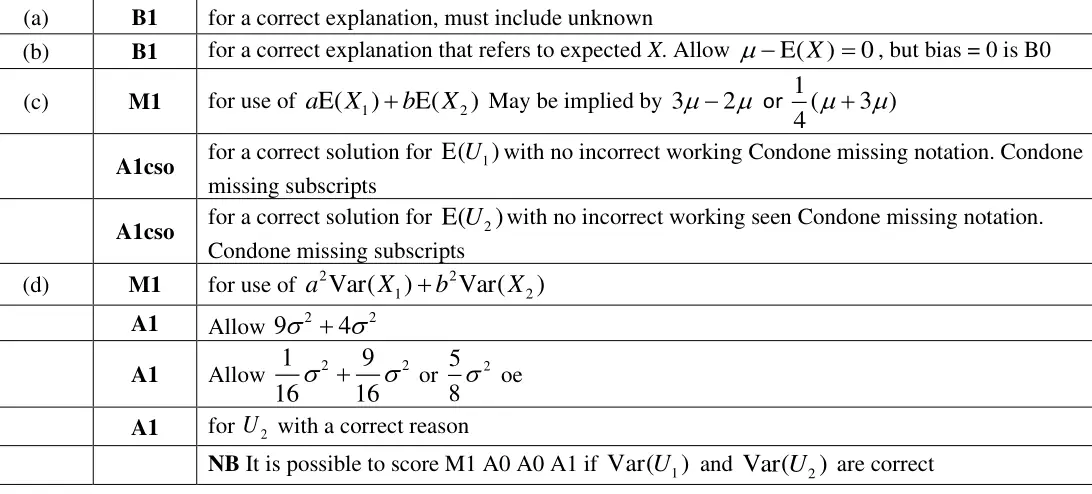 (a) B1 for a correct explanation, must include unknown
(b) B1 for a correct explanation that refers to expected X. Allow μ − E(X) = 0, but bias = 0 is B0
(c) M1 for use of aE(X₁) + bE(X₂) May be implied by 3μ − 2μ or 1/4(μ + 3μ)
A1cso for a correct solution for E(U₁) with no incorrect working Condone missing notation. Condone
missing subscripts
A1cso for a correct solution for E(U₂) with no incorrect working seen Condone missing notation.
Condone missing subscripts
(d) M1 for use of a²Var(X₁) + b²Var(X₂)
A1 Allow 9σ² + 4σ²
A1 Allow 1/16σ² + 9/16σ² or 5/8σ² oe
A1 for U₂ with a correct reason
NB It is possible to score M1 A0 A0 A1 if Var(U₁) and Var(U₂) are correct